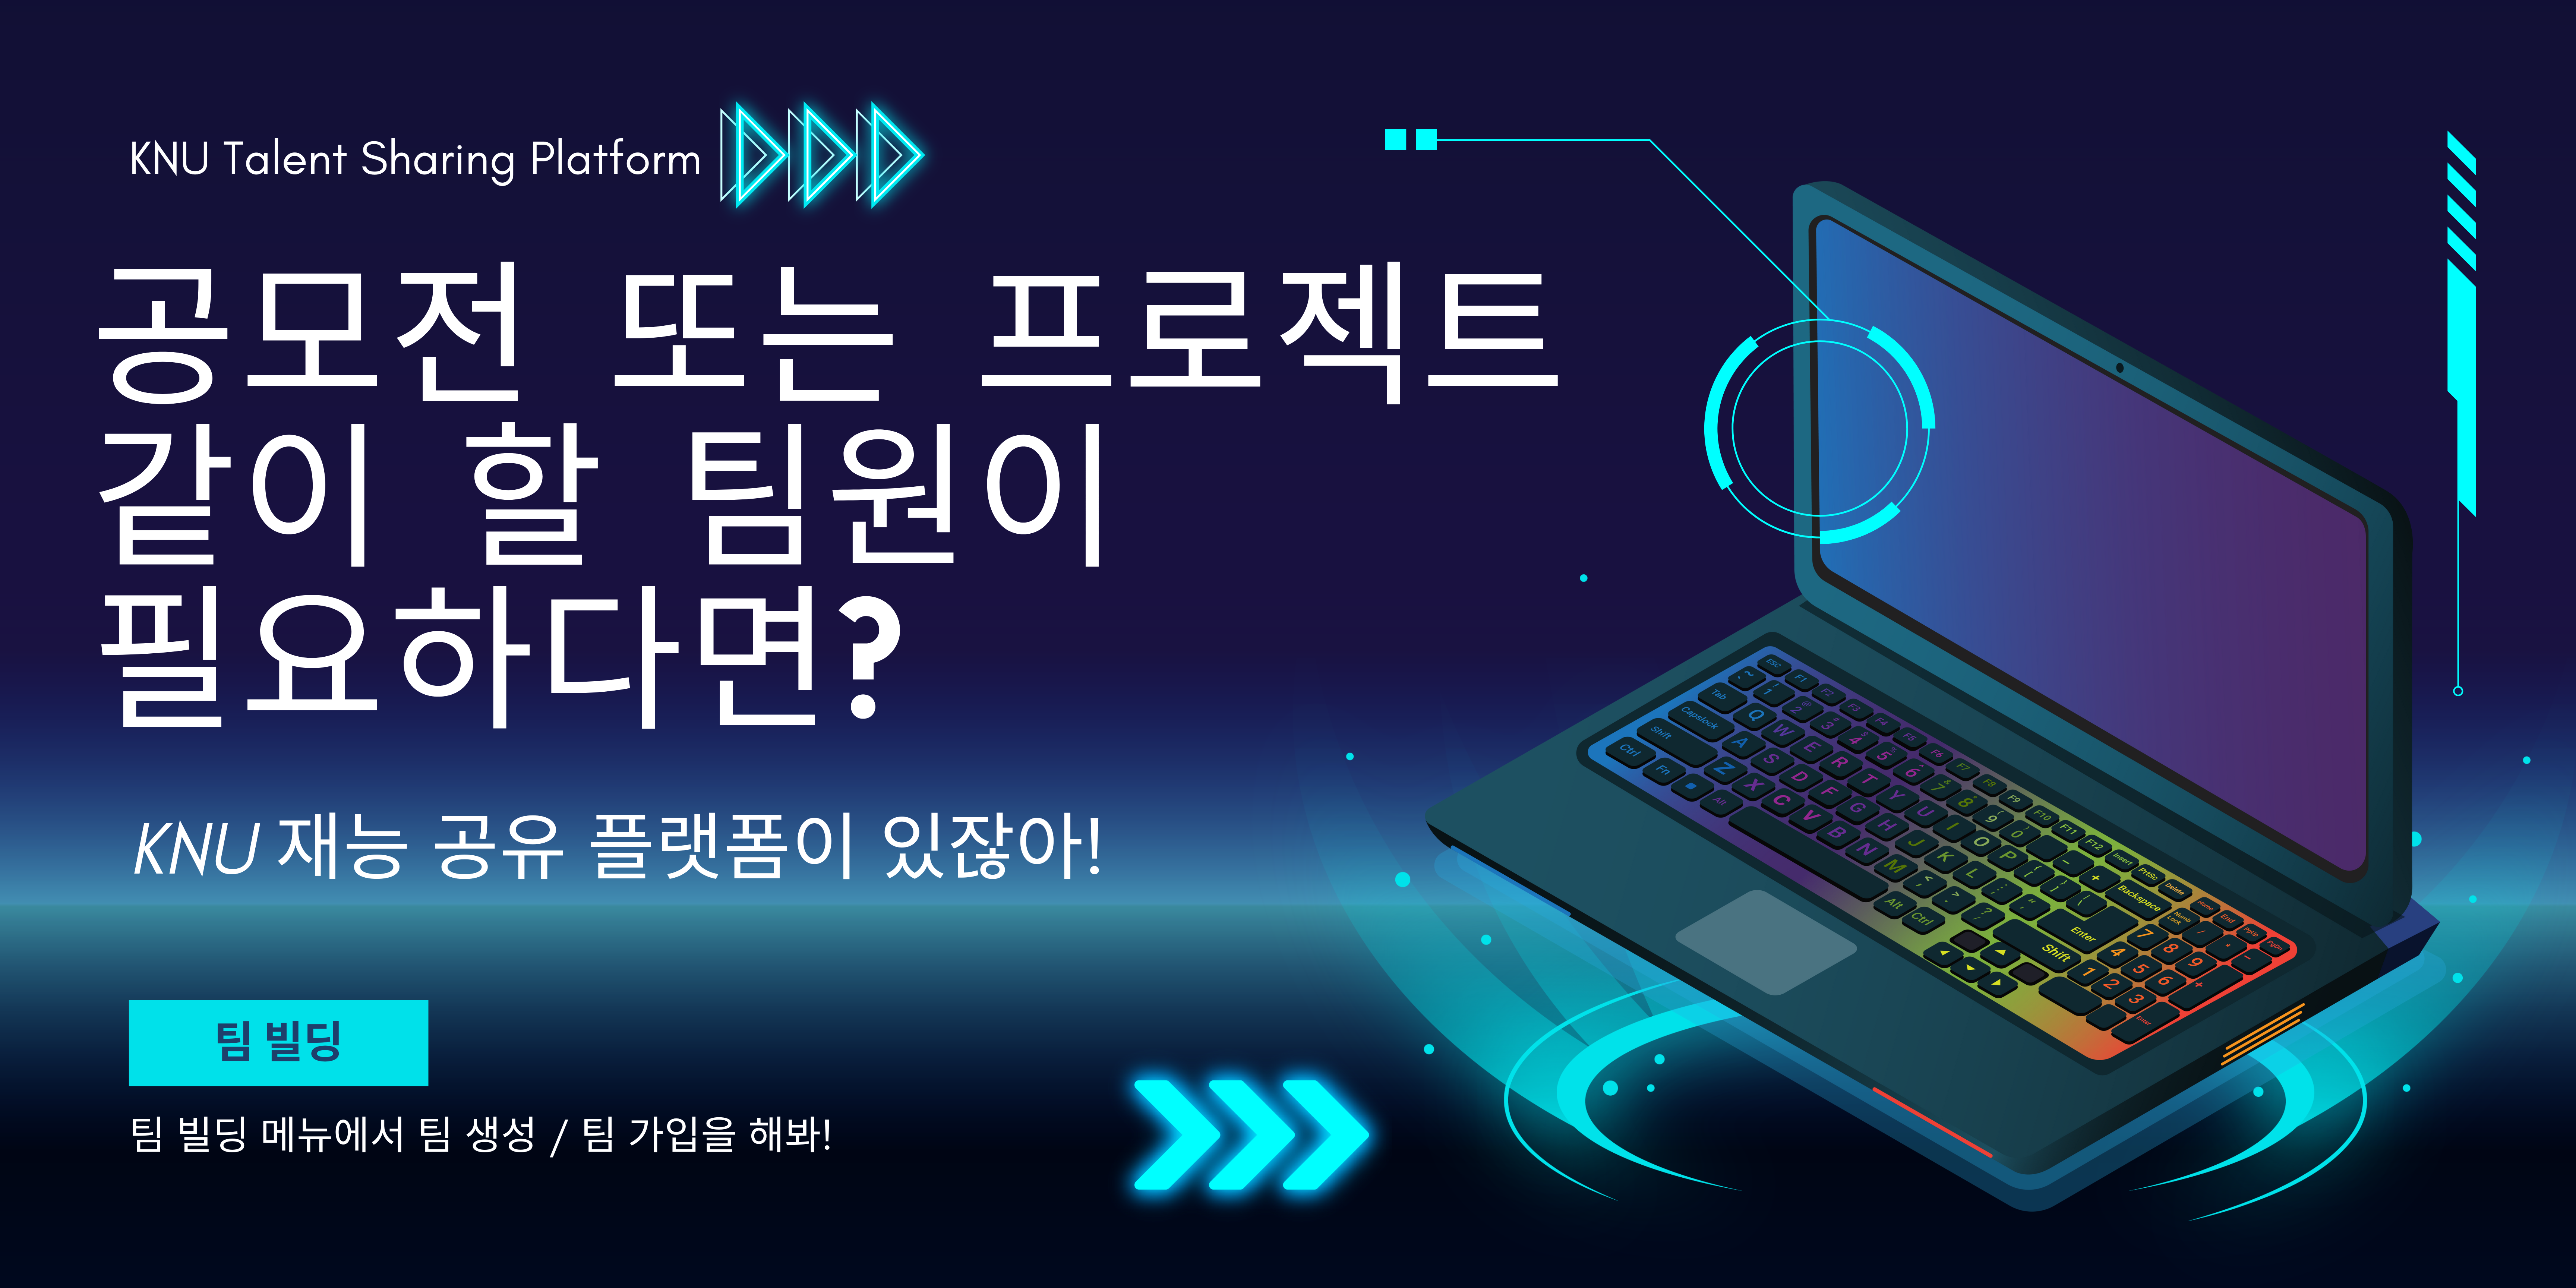 KNU Talent Sharing Platform
공모전 또는 프로젝트
같이 할 팀원이
필요하다면?
KNU 재능 공유 플랫폼이 있잖아!
팀 빌딩
팀 빌딩 메뉴에서 팀 생성 / 팀 가입을 해봐!